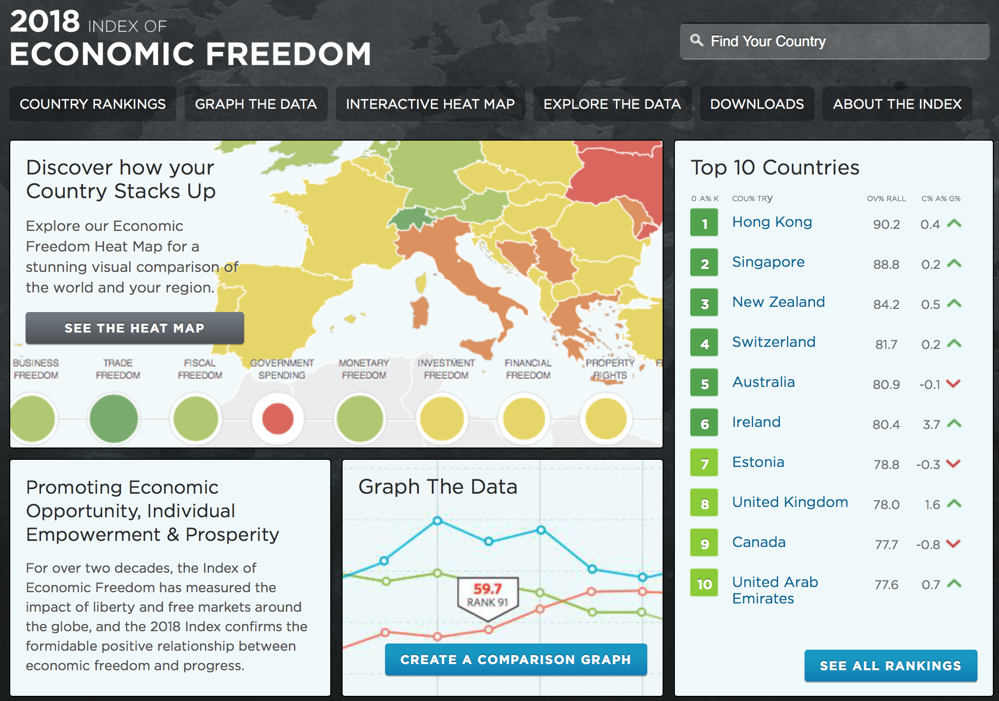 2018 INDEX OF
ECONOMIC FREEDOM
Find Your Country
COUNTRY RANKINGS
GRAPH THE DATA
INTERACTIVE HEAT MAP
EXPLORE THE DATA
DOWNLOADS
ABOUT THE INDEX
Discover how your
Country Stacks Up
Explore our Economic
Freedom Heat Map for a
stunning visual comparison of
the world and your region.
SEE THE HEAT MAP
BUSINESS
FREEDOM
TRADE
FREEDOM
FISCAL
FREEDOM
GOVERNMENT
SPENDING
MONETARY
FREEDOM
INVESTMENT
FREEDOM
FINANCIAL
FREEDOM
PROPERTY
RIGHTS
Promoting Economic
Opportunity, Individual
Empowerment & Prosperity
For over two decades, the Index of
Economic Freedom has measured the
impact of liberty and free markets around
the globe, and the 2018 Index confirms the
formidable positive relationship between
economic freedom and progress.
Graph The Data
59.7
RANK 91
CREATE A COMPARISON GRAPH
Top 10 Countries
0 A% K COU% TRy OV% RALL C% A% G%
1 Hong Kong 90.2 0.4
2 Singapore 88.8 0.2
3 New Zealand 84.2 0.5
4 Switzerland 81.7 0.2
5 Australia 80.9 -0.1
6 Ireland 80.4 3.7
7 Estonia 78.8 -0.3
8 United Kingdom 78.0 1.6
9 Canada 77.7 -0.8
10 United Arab 77.6 0.7
Emirates
SEE ALL RANKINGS